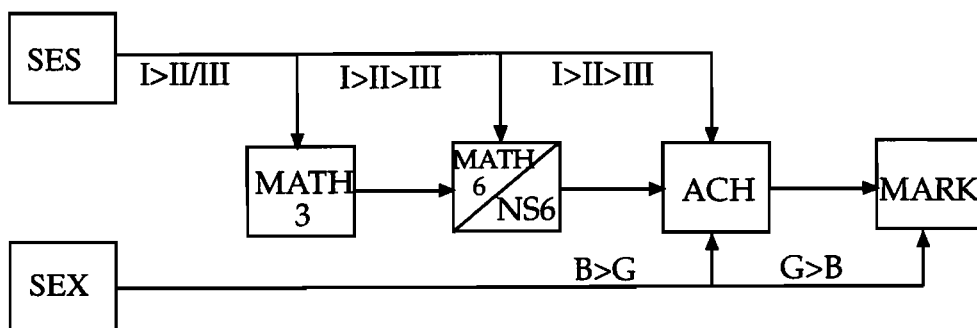 SES
I>II/III
I>II>III
I>II>III
MATH
3
MATH
6
NS6
ACH
MARK
SEX
B>G
G>B